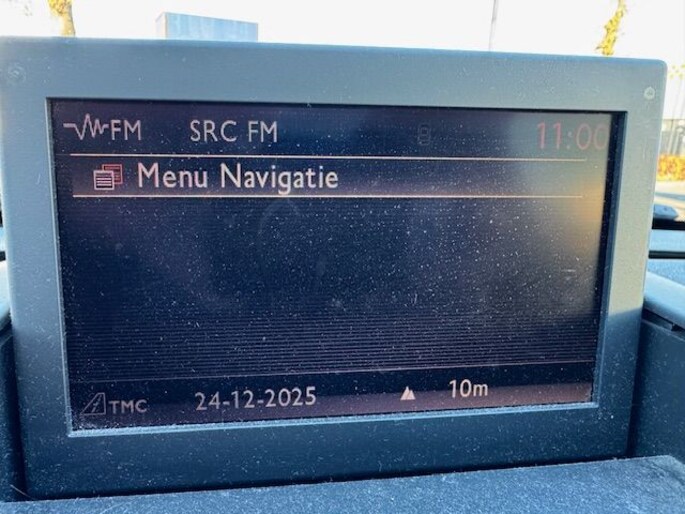 FM SRC FM 11:00
Menu Navigatie
TMC 24-12-2025 10m